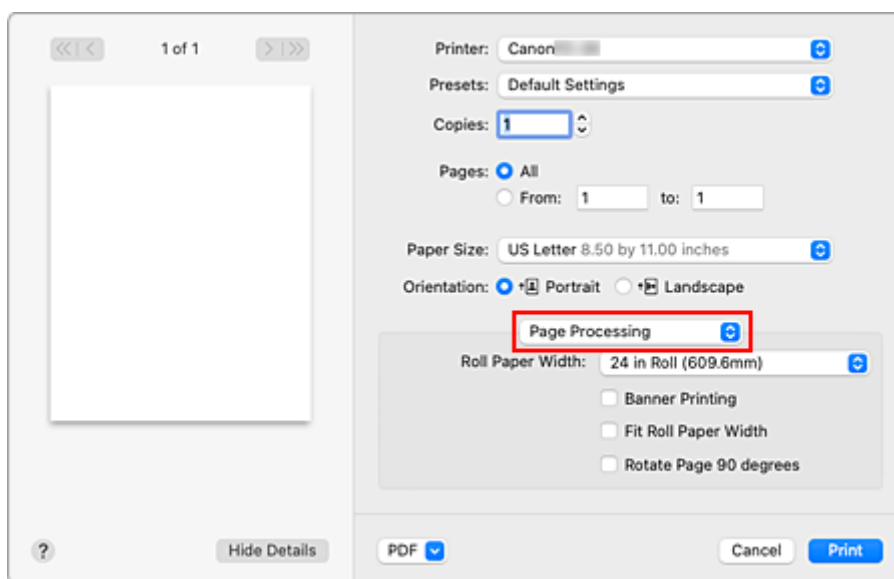 1 of 1
Printer: Canon
Presets: Default Settings
Copies: 1
Pages: All
From: 1 to: 1
Paper Size: US Letter 8.50 by 11.00 inches
Orientation: Portrait Landscape
Page Processing
Roll Paper Width: 24 in Roll (609.6mm)
Banner Printing
Fit Roll Paper Width
Rotate Page 90 degrees
? Hide Details PDF Cancel Print